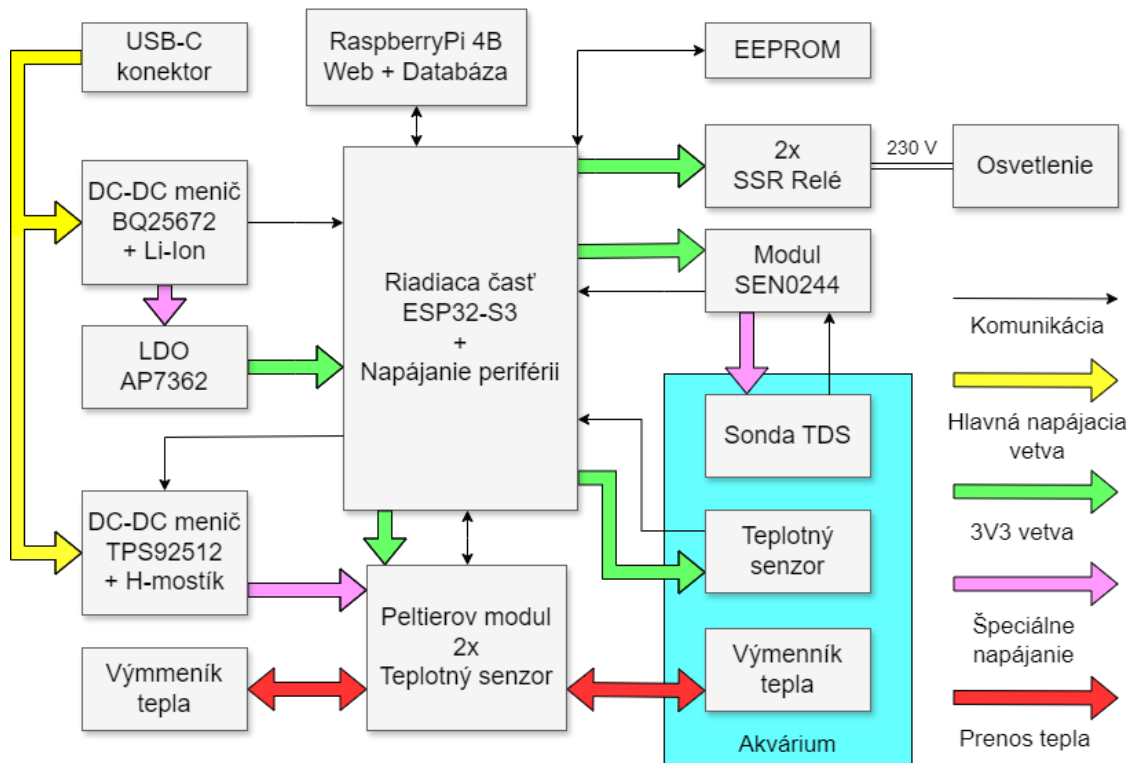 USB-C
konektor
RaspberryPi 4B
Web + Databáza
EEPROM
2x
SSR Relé
230 V
Osvetlenie
DC-DC menič
BQ25672
+ Li-Ion
Riadiaca časť
ESP32-S3
+
Napájanie periférii
Modul
SEN0244
Komunikácia
LDO
AP7362
Sonda TDS
Hlavná napájacia
vetva
DC-DC menič
TPS92512
+ H-mostík
Teplotný
senzor
3V3 vetva
Peltierov modul
2x
Teplotný senzor
Špeciálne
napájanie
Výmmeník
tepla
Výmenník
tepla
Akvárium
Prenos tepla